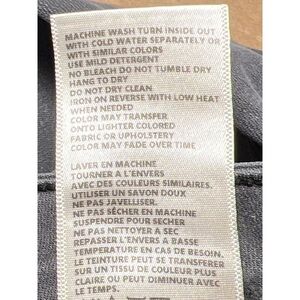 MACHINE WASH TURN INSIDE OUT
WITH COLD WATER SEPARATELY OR
WITH SIMILAR COLORS
USE MILD DETERGENT
NO BLEACH DO NOT TUMBLE DRY
HANG TO DRY
DO NOT DRY CLEAN
IRON ON REVERSE WITH LOW HEAT
WHEN NEEDED
COLOR MAY TRANSFER
ONTO LIGHTER COLORED
FABRIC OR UPHOLSTERY
COLOR MAY FADE OVER TIME
LAVER EN MACHINE
TOURNER A L'ENVERS
AVEC DES COULEURS SIMILAIRES,
UTILISER UN SAVON DOUX
NE PAS JAVELLISER.
NE PAS SÉCHER EN MACHINE
SUSPENDRE POUR SÉCHER
NE PAS NETTOYER A SEC
REPASSER L'ENVERS A BASSE
TEMPERATURE EN CAS DE BESOIN.
LE TEINTURE PEUT SE TRANSFERER
SUR UN TISSU DE COULEUR PLUS
CLAIRE OU PEUT DIMINUER AVEC
LE TEMPS.